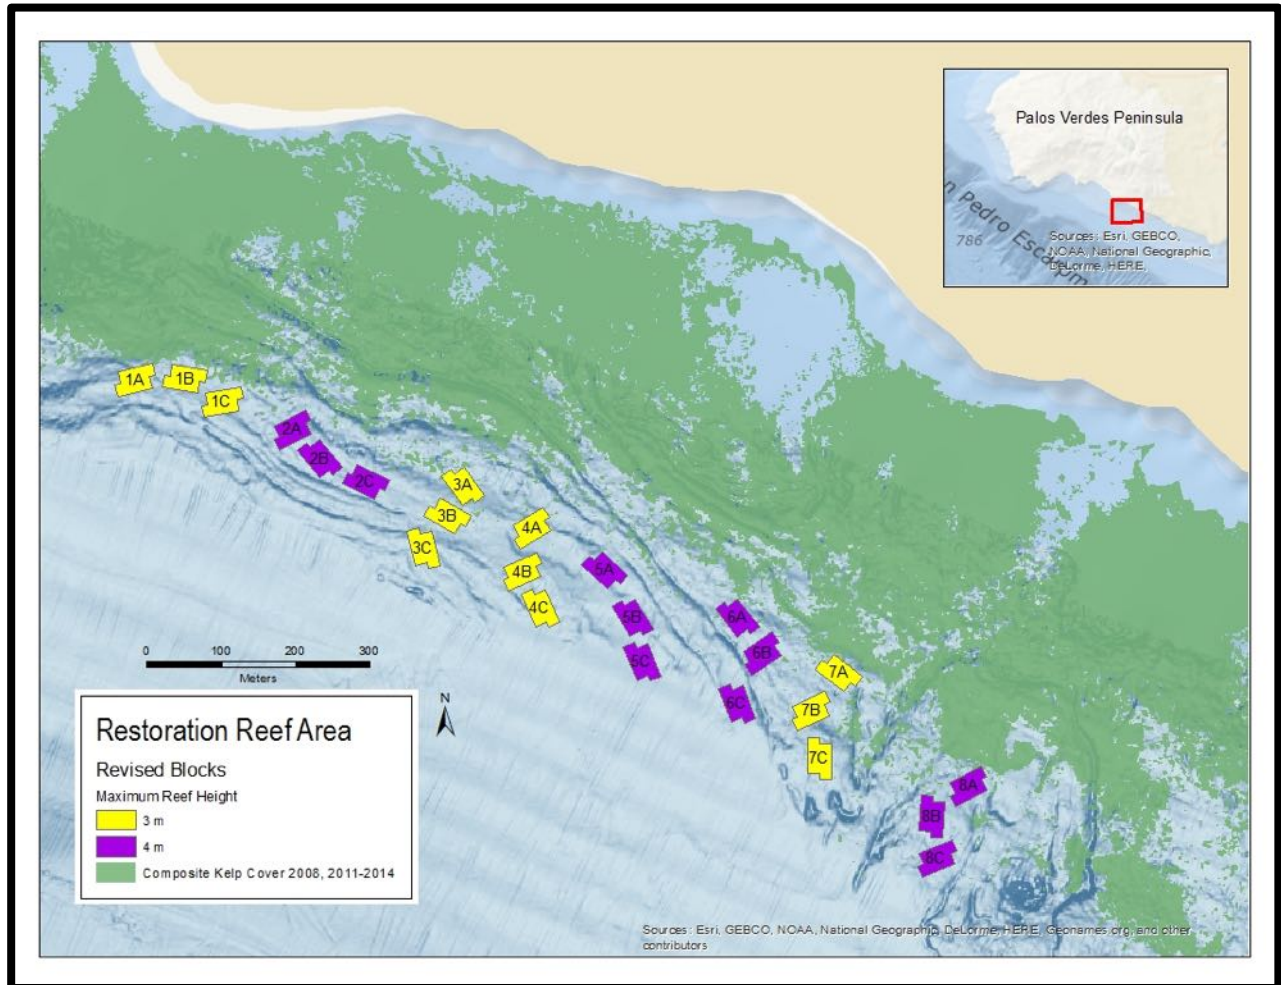 Palos Verdes Peninsula
n Pedro Escarpm
786
Sources: Esri, GEBCO,
NOAA, National Geographic,
DeLorme, HERE,
1A
1B
1C
2A
2B
2C
3A
3B
3C
4A
4B
4C
5A
5B
5C
6A
6B
6C
7A
7B
7C
8A
8B
8C
0 100 200 300
Meters
N
Restoration Reef Area
Revised Blocks
Maximum Reef Height
3 m
4 m
Composite Kelp Cover 2008, 2011-2014
Sources: Esri, GEBCO, NOAA, National Geographic, DeLorme, HERE, Geonames.org, and other
contributors